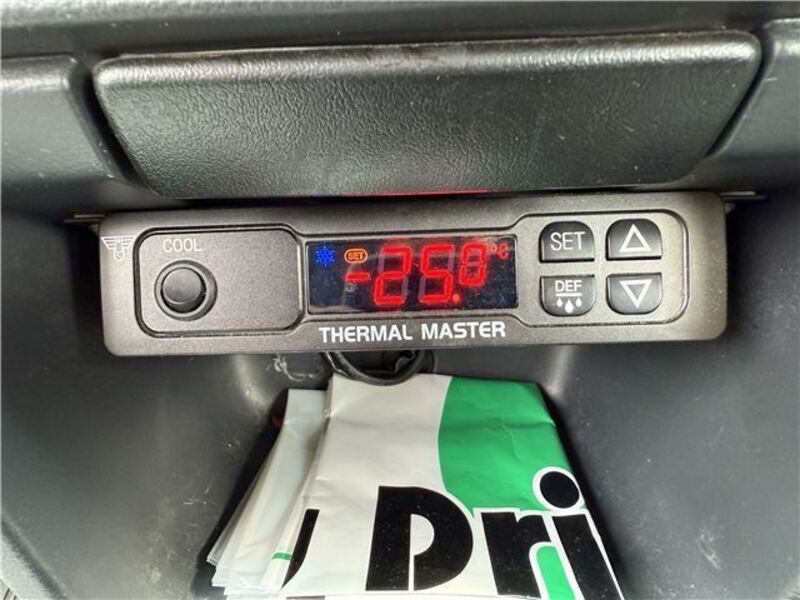 COOL
SET
-25.0°C
SET
DEF
THERMAL MASTER
Dri